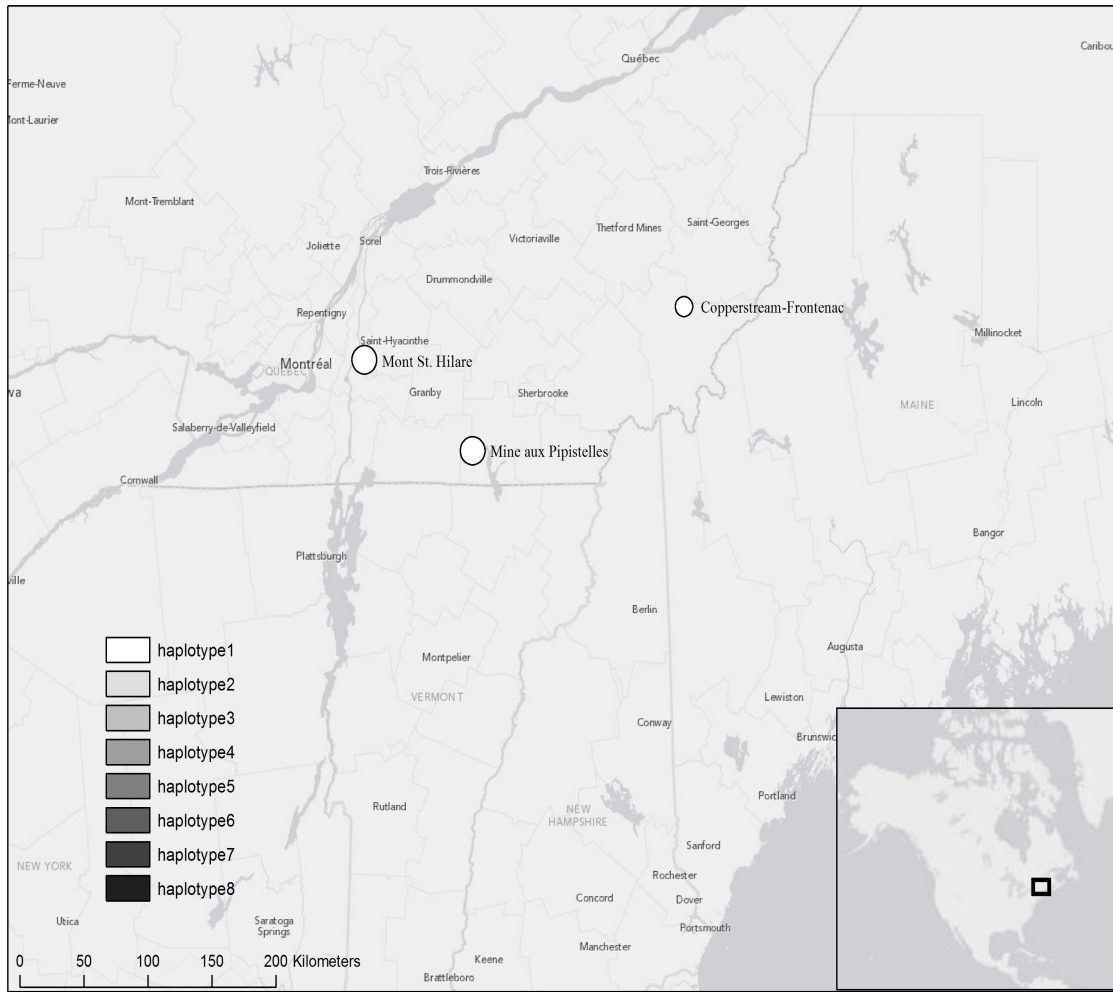 Québec
Caribou
Ferme-Neuve
Mont-Laurier
Trois-Rivières
Mont-Tremblant
Saint-Georges
Thetford Mines
Victoriaville
Sorel
Joliette
Drummondville
Copperstream-Frontenac
Repentigny
Millinocket
Saint-Hyacinthe
Montréal
QUÉBEC
Mont St. Hilare
wa
Granby
Sherbrooke
Lincoln
MAINE
Salaberry-de-Valleyfield
Mine aux Pipistelles
Cornwall
Bangor
Plattsburgh
ville
Berlin
Augusta
haplotype1
Montpelier
haplotype2
VERMONT
Lewiston
haplotype3
Conway
Brunswic
haplotype4
haplotype5
Portland
Rutland
NEW
HAMPSHIRE
haplotype6
Sanford
haplotype7
NEW YORK
Rochester
haplotype8
Concord
Dover
Utica
Saratoga
Springs
Portsmouth
Manchester
Keene
0 50 100 150 200 Kilometers
Brattleboro